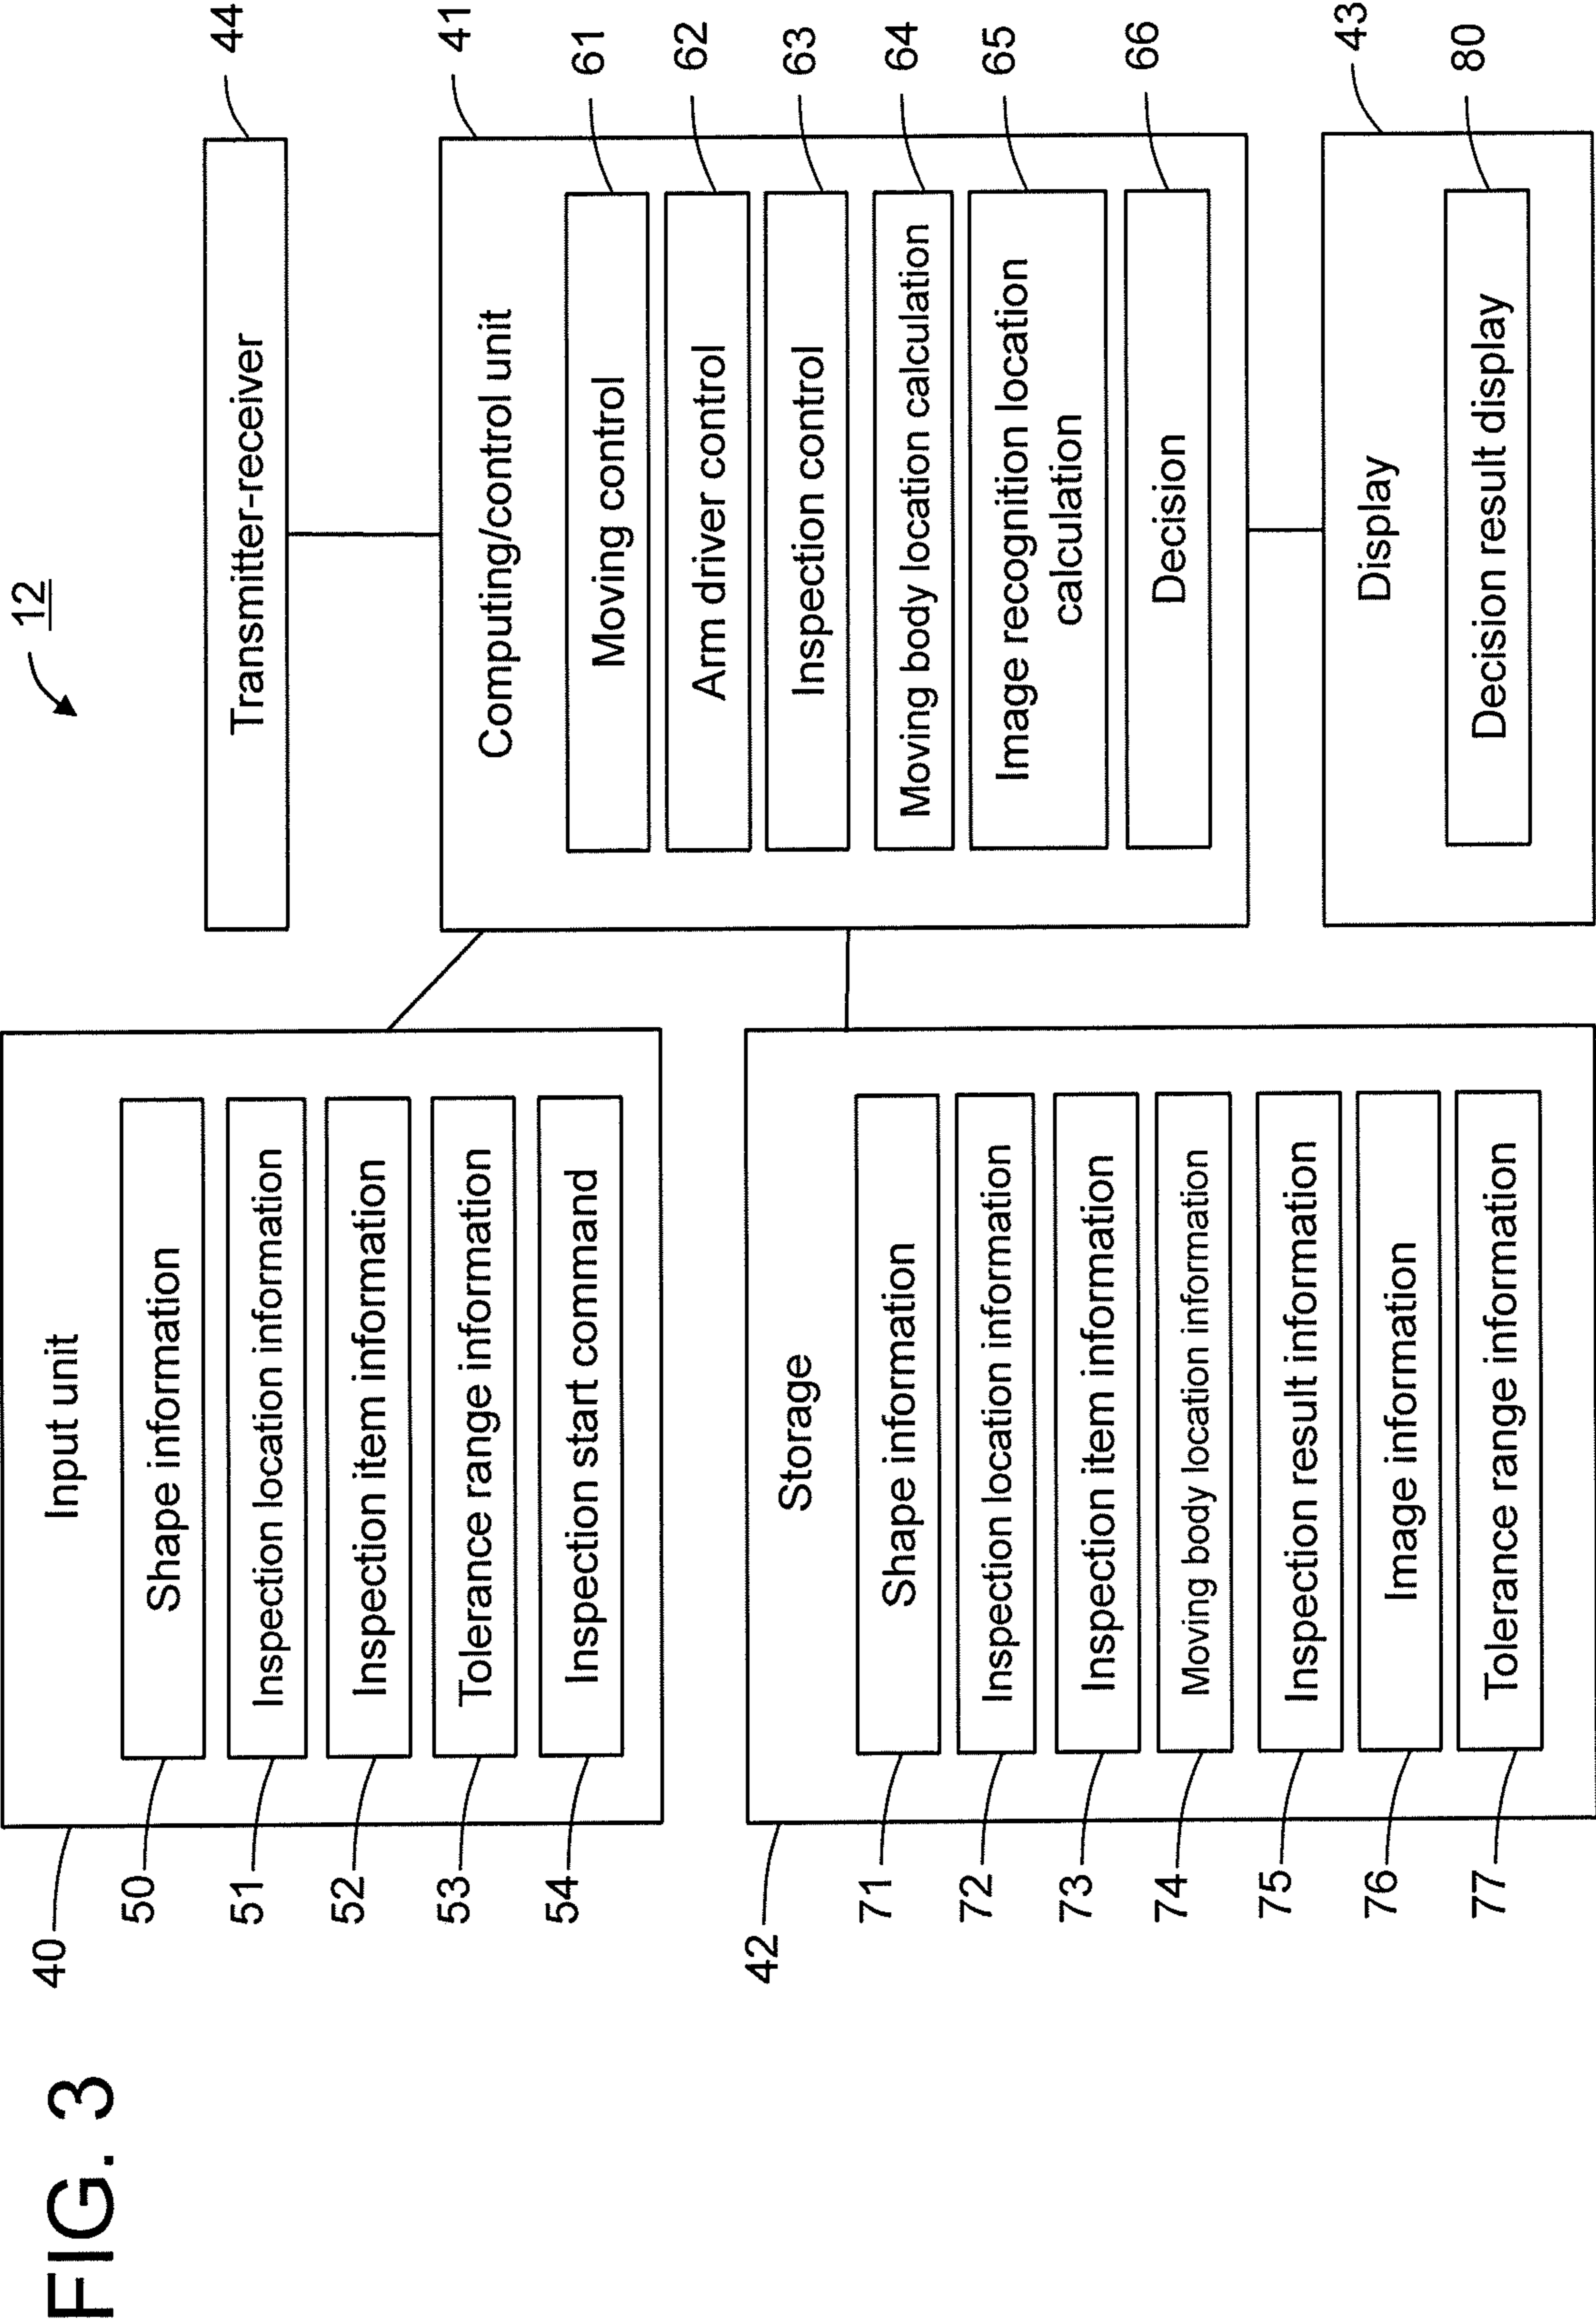 FIG. 3
12
40
Input unit
50
Shape information
51
Inspection location information
52
Inspection item information
53
Tolerance range information
54
Inspection start command
42
Storage
71
Shape information
72
Inspection location information
73
Inspection item information
74
Moving body location information
75
Inspection result information
76
Image information
77
Tolerance range information
Transmitter-receiver
44
Computing/control unit
41
Moving control
61
Arm driver control
62
Inspection control
63
Moving body location calculation
64
Image recognition location
calculation
65
Decision
66
Display
43
Decision result display
80